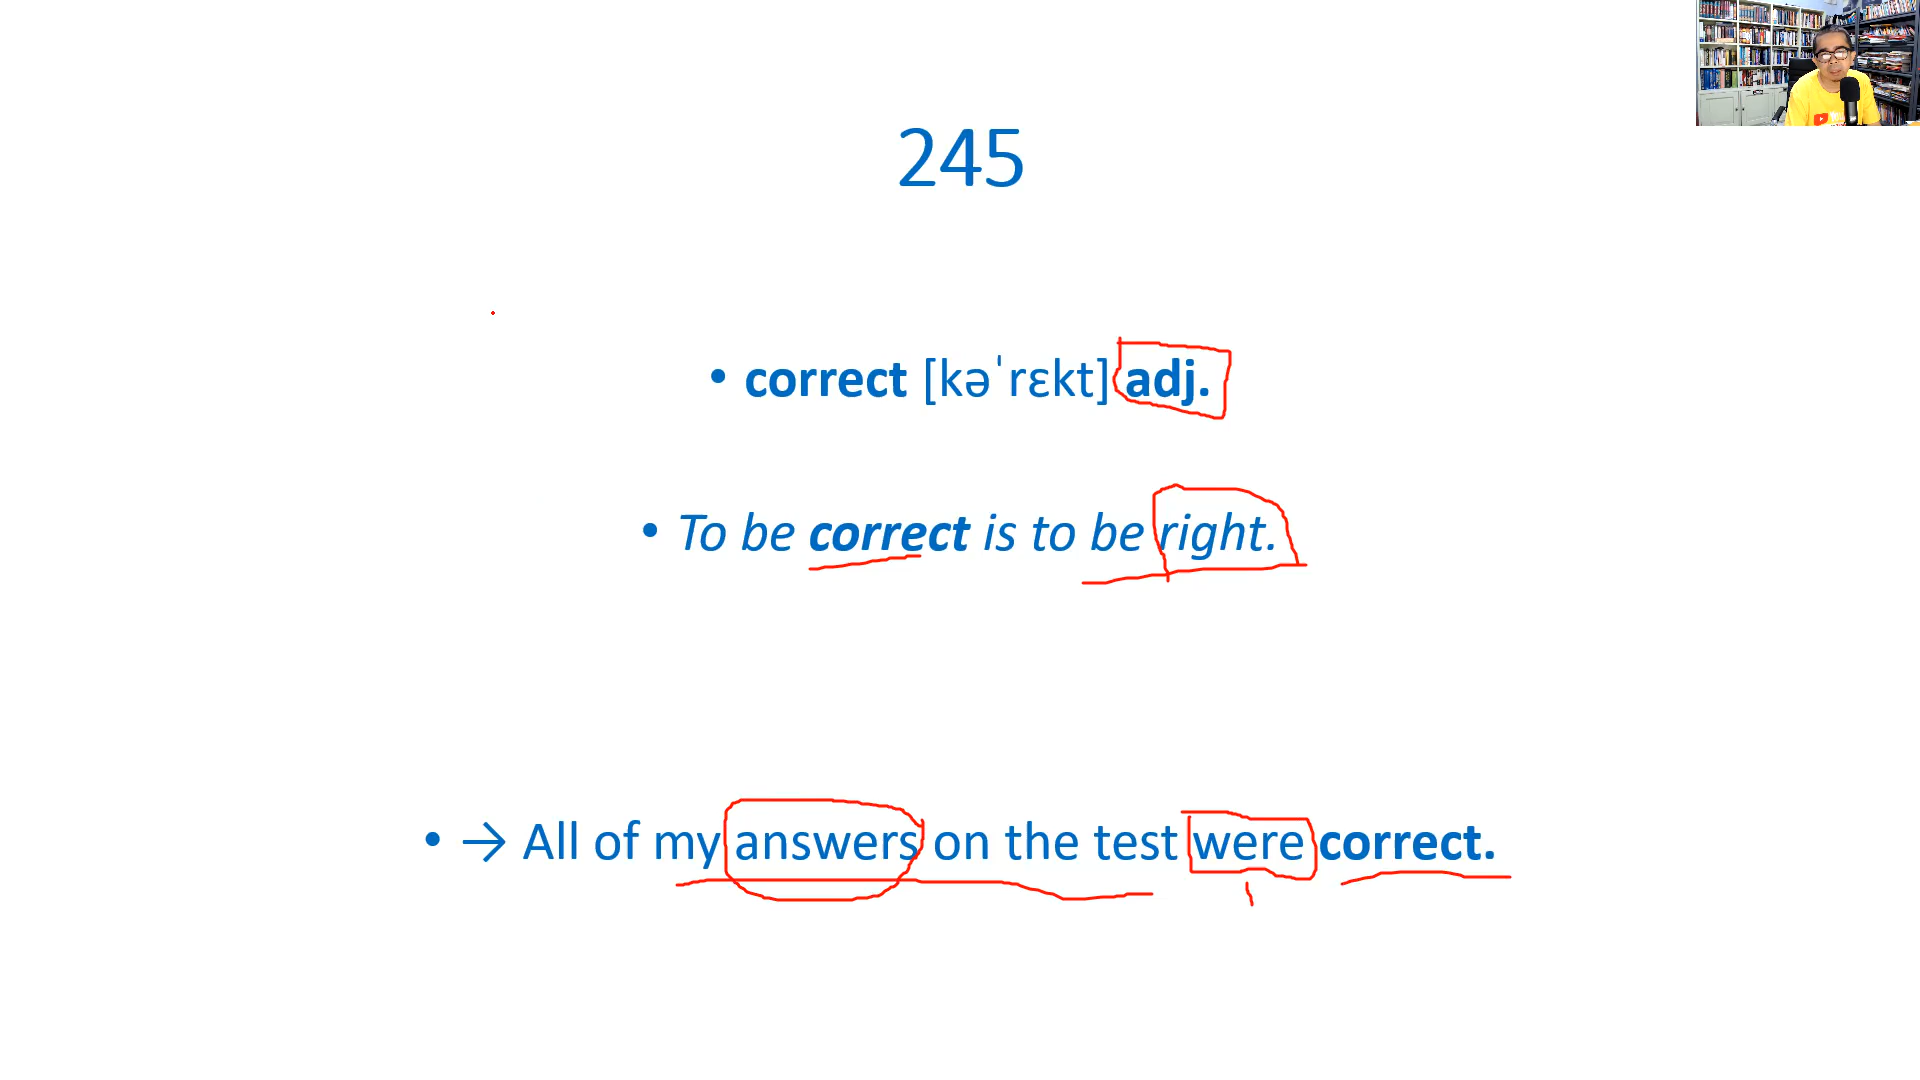 245
• correct [kəˈrɛkt] adj.
• To be correct is to be right.
• → All of my answers on the test were correct.